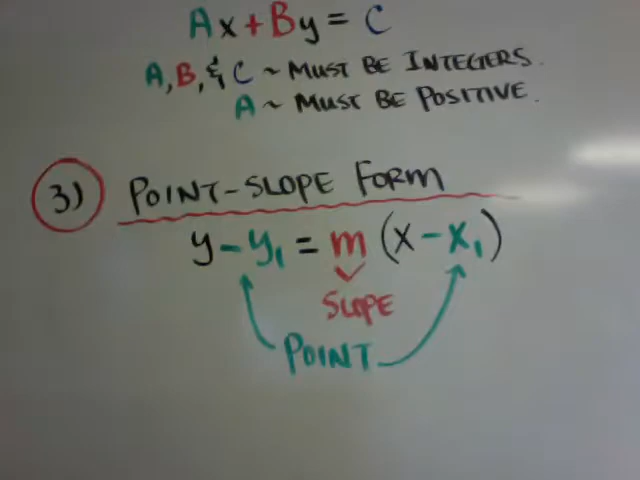 Ax+By=C
A, B, & C ~ MUST BE INTEGERS.
A ~ MUST BE POSITIVE.
3) POINT-SLOPE FORM
y-y₁=m(x-x₁)
SLOPE
POINT